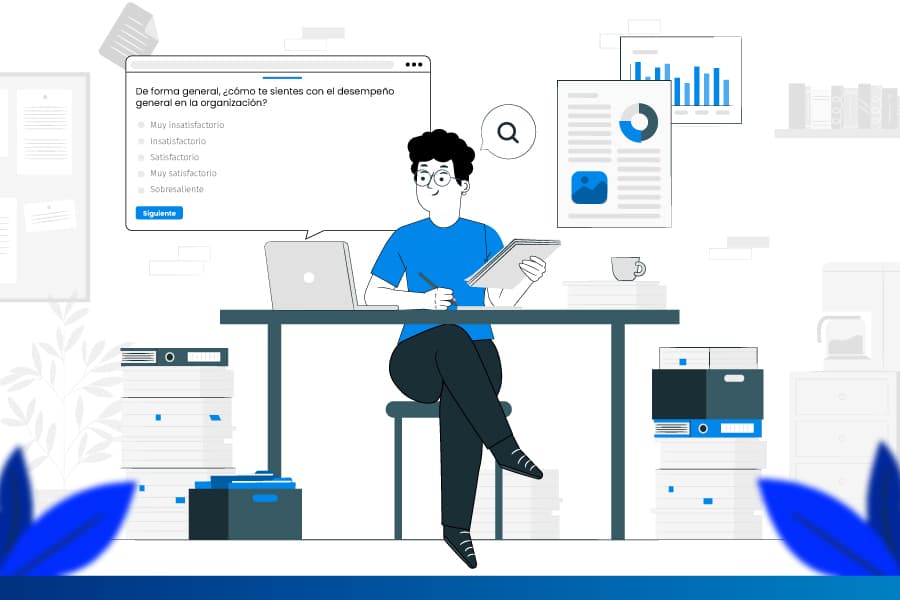 De forma general, ¿cómo te sientes con el desempeño
general en la organización?
Muy insatisfactorio
Insatisfactorio
Satisfactorio
Muy satisfactorio
Sobresaliente
Siguiente